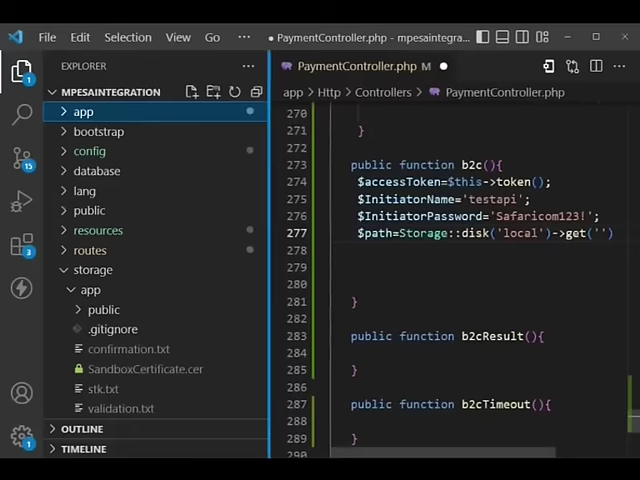 File Edit Selection View Go ··· ● PaymentController.php - mpesaintegra...
EXPLORER ···
MPESAINTEGRATION
app
bootstrap
config
database
lang
public
resources
routes
storage
app
public
.gitignore
confirmation.txt
SandboxCertificate.cer
stk.txt
validation.txt
OUTLINE
TIMELINE
1
15
3
1
PaymentController.php M ●
app > Http > Controllers > PaymentController.php
270
271 }
272
273 public function b2c(){
274 $accessToken=$this->token();
275 $InitiatorName='testapi';
276 $InitiatorPassword='Safaricom123!';
277 $path=Storage::disk('local')->get('')
278
279
280
281 }
282
283 public function b2cResult(){
284
285 }
286
287 public function b2cTimeout(){
288
289 }
290